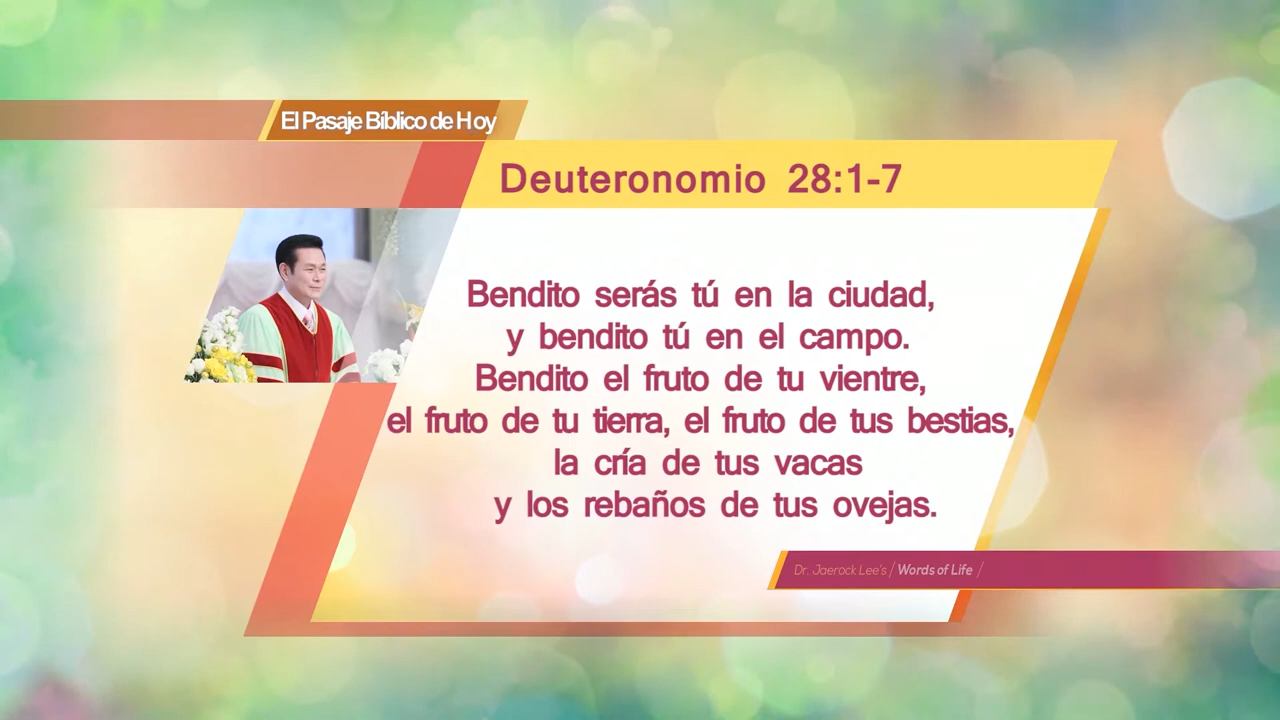 El Pasaje Bíblico de Hoy
Deuteronomio 28:1-7
Bendito serás tú en la ciudad,
y bendito tú en el campo.
Bendito el fruto de tu vientre,
el fruto de tu tierra, el fruto de tus bestias,
la cría de tus vacas
y los rebaños de tus ovejas.
Dr. Jaerock Lee's / Words of Life /